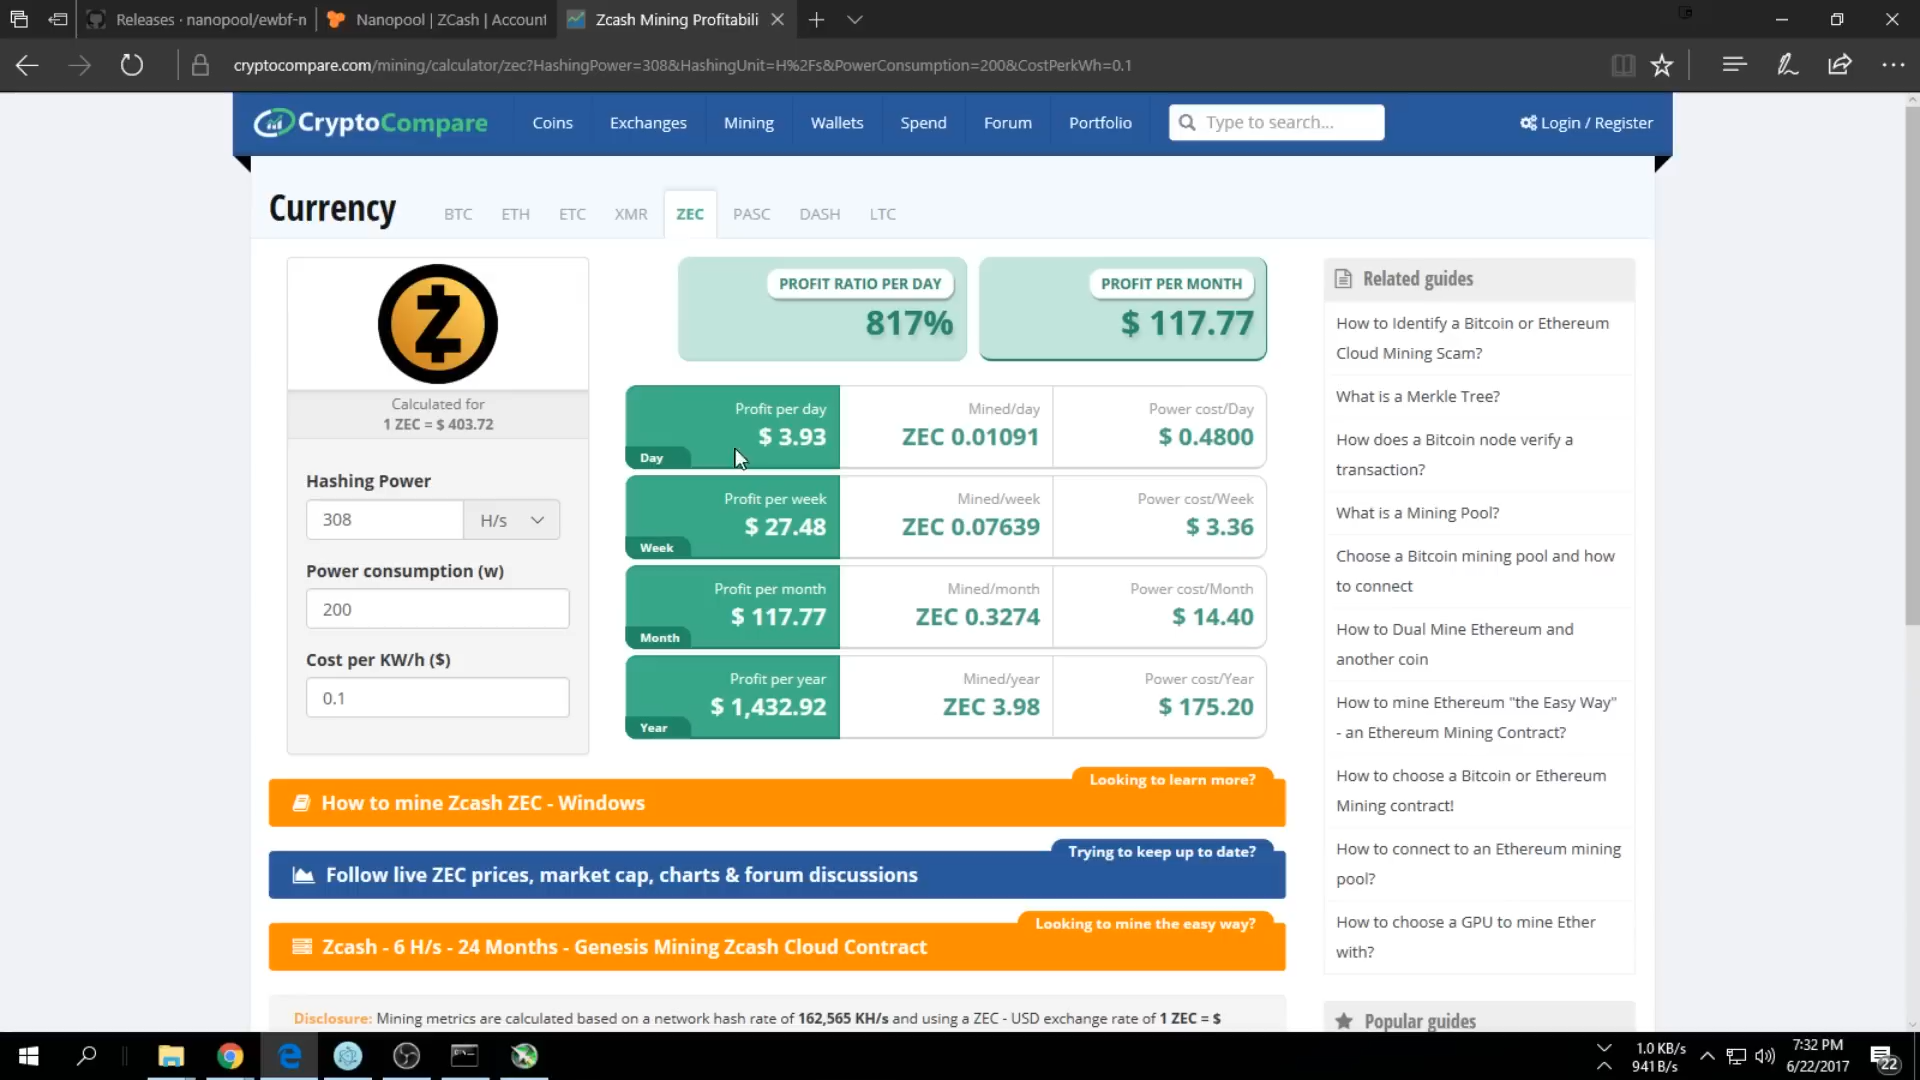 Releases · nanopool/ewbf-n
Nanopool | ZCash | Account
Zcash Mining Profitabili
cryptocompare.com/mining/calculator/zec?HashingPower=308&HashingUnit=H%2Fs&PowerConsumption=200&CostPerkWh=0.1
CryptoCompare
Coins
Exchanges
Mining
Wallets
Spend
Forum
Portfolio
Type to search...
Login / Register
Currency
BTC
ETH
ETC
XMR
ZEC
PASC
DASH
LTC
Calculated for
1 ZEC = $ 403.72
Hashing Power
308
H/s
Power consumption (w)
200
Cost per KW/h ($)
0.1
PROFIT RATIO PER DAY
817%
PROFIT PER MONTH
$ 117.77
Profit per day
$ 3.93
Day
Mined/day
ZEC 0.01091
Power cost/Day
$ 0.4800
Profit per week
$ 27.48
Week
Mined/week
ZEC 0.07639
Power cost/Week
$ 3.36
Profit per month
$ 117.77
Month
Mined/month
ZEC 0.3274
Power cost/Month
$ 14.40
Profit per year
$ 1,432.92
Year
Mined/year
ZEC 3.98
Power cost/Year
$ 175.20
Looking to learn more?
How to mine Zcash ZEC - Windows
Trying to keep up to date?
Follow live ZEC prices, market cap, charts & forum discussions
Looking to mine the easy way?
Zcash - 6 H/s - 24 Months - Genesis Mining Zcash Cloud Contract
Disclosure: Mining metrics are calculated based on a network hash rate of 162,565 KH/s and using a ZEC - USD exchange rate of 1 ZEC = $
Related guides
How to Identify a Bitcoin or Ethereum
Cloud Mining Scam?
What is a Merkle Tree?
How does a Bitcoin node verify a
transaction?
What is a Mining Pool?
Choose a Bitcoin mining pool and how
to connect
How to Dual Mine Ethereum and
another coin
How to mine Ethereum "the Easy Way"
- an Ethereum Mining Contract?
How to choose a Bitcoin or Ethereum
Mining contract!
How to connect to an Ethereum mining
pool?
How to choose a GPU to mine Ether
with?
Popular guides
1.0 KB/s
941 B/s
7:32 PM
6/22/2017
22